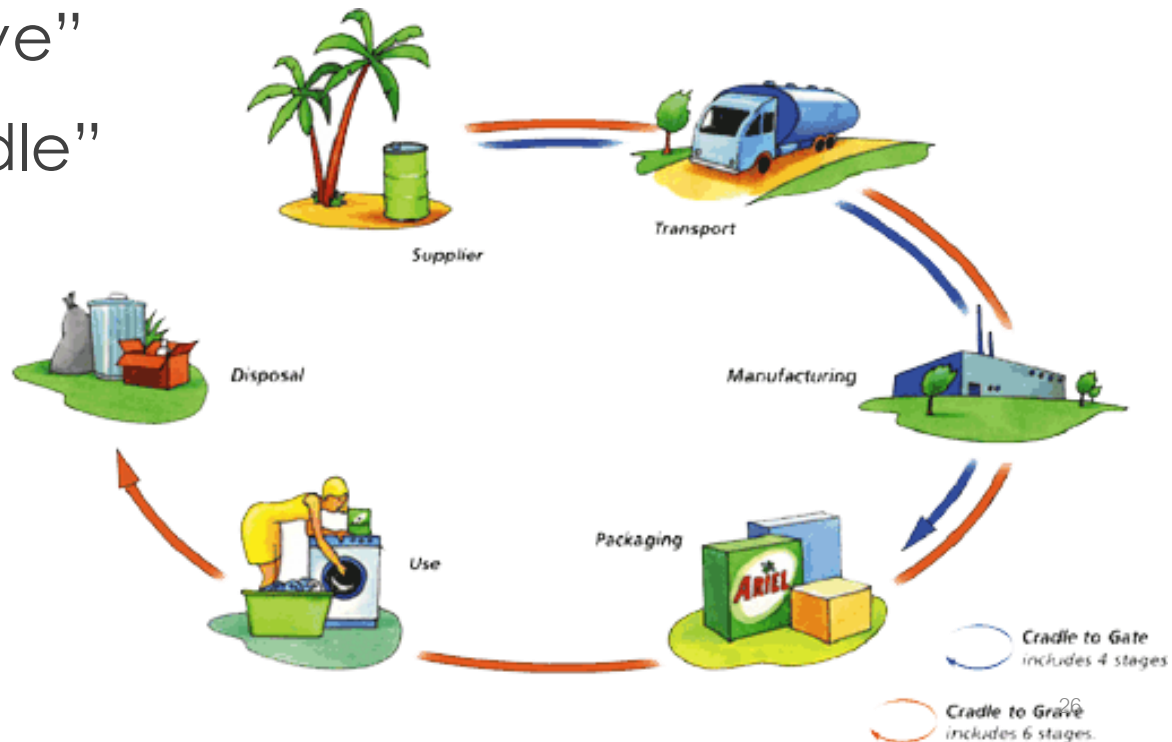 ve”
dle”
Supplier
Transport
Disposal
Manufacturing
Packaging
Use
ARIEL
Cradle to Gate
includes 4 stages
26
Cradle to Grave
includes 6 stages.